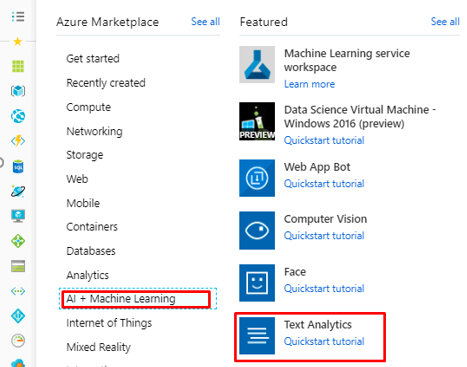 Azure Marketplace
See all
Get started
Recently created
Compute
Networking
Storage
Web
Mobile
Containers
Databases
Analytics
AI + Machine Learning
Internet of Things
Mixed Reality
Featured
See all
Machine Learning service
workspace
Learn more
PREVIEW
Data Science Virtual Machine -
Windows 2016 (preview)
Quickstart tutorial
Web App Bot
Quickstart tutorial
Computer Vision
Quickstart tutorial
Face
Quickstart tutorial
Text Analytics
Quickstart tutorial